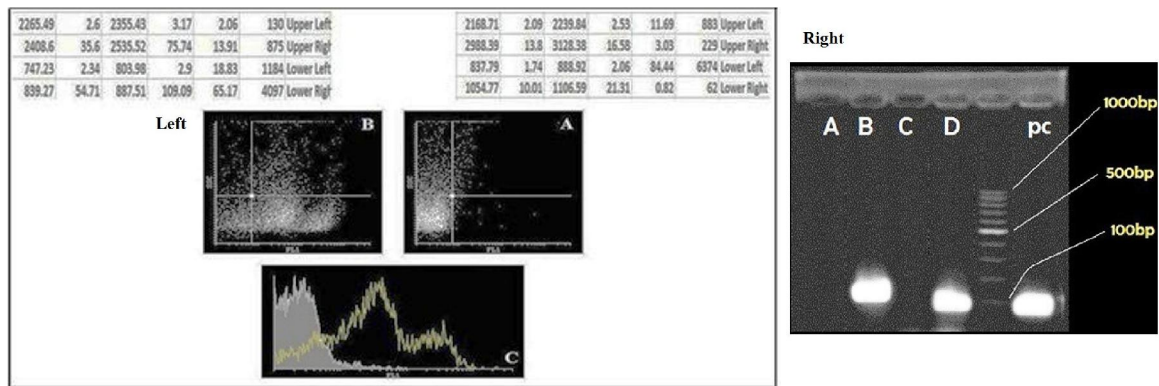 2265.49 2.6 2355.43 3.17 2.06 130 Upper Left
2408.6 35.6 2535.52 75.74 13.91 875 Upper Righ
747.23 2.34 803.98 2.9 18.83 1184 Lower Left
839.27 54.71 887.51 109.09 65.17 4097 Lower Righ
2168.71 2.09 2239.84 2.53 11.69 883 Upper Left
2988.39 13.8 3128.38 16.58 3.03 229 Upper Right
837.79 1.74 888.92 2.06 84.44 6374 Lower Left
1054.77 10.01 1106.59 21.31 0.82 62 Lower Right
Left
B
A
SSC
FL1
SSC
FL1
C
FL1
Right
A B C D pc
1000bp
500bp
100bp